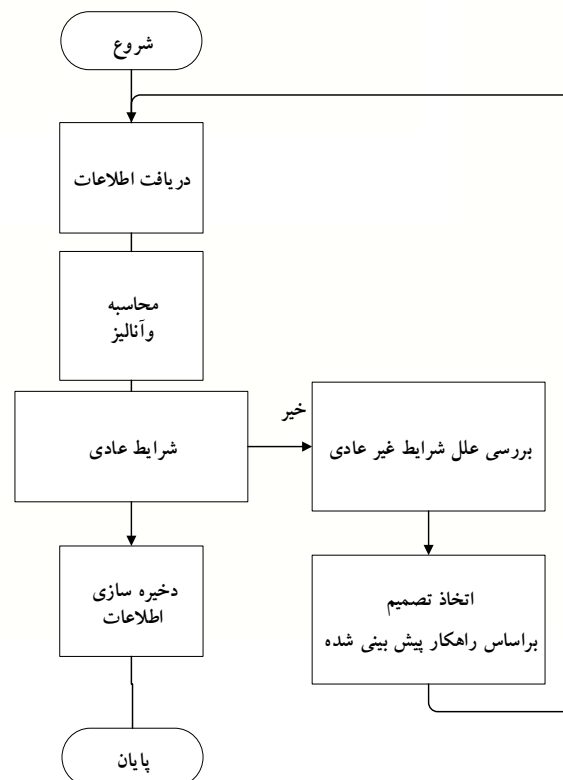 شروع
دریافت اطلاعات
محاسبه
وآنالیز
شرایط عادی
خیر
بررسی علل شرایط غیر عادی
دخیره سازی
اطلاعات
اتخاذ تصمیم
براساس راهکار پیش بینی شده
پایان